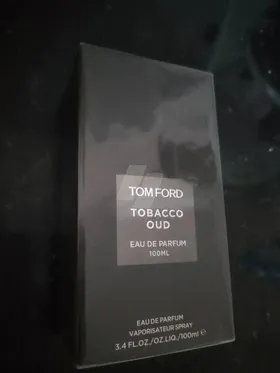 TOM FORD
TOBACCO
OUD
EAU DE PARFUM
100ML
EAU DE PARFUM
VAPORISATEUR SPRAY
3.4 FL.OZ./OZ.LIQ./100ml ℮